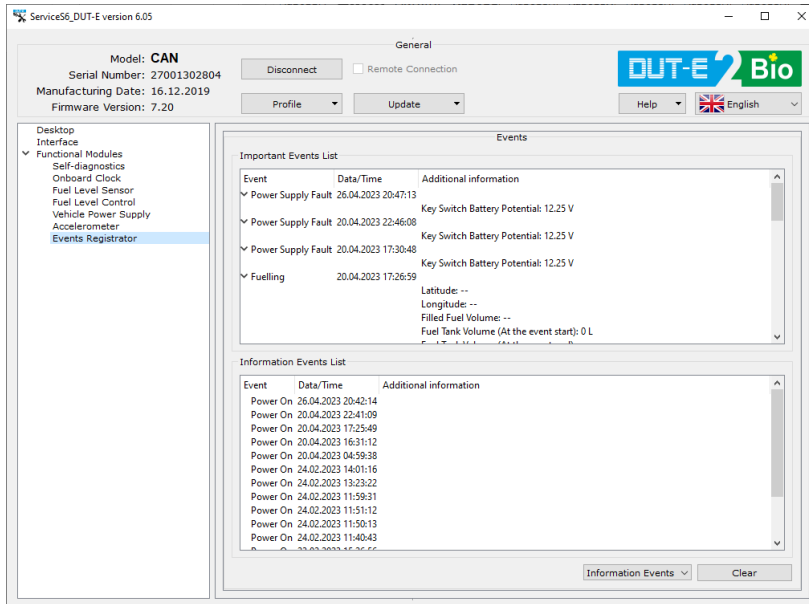 ServiceS6_DUT-E version 6.05
General
Model: CAN
Serial Number: 27001302804
Manufacturing Date: 16.12.2019
Firmware Version: 7.20
Disconnect
Remote Connection
Profile
Update
DUT-E 2 Bio
Help
English
Desktop
Interface
Functional Modules
Self-diagnostics
Onboard Clock
Fuel Level Sensor
Fuel Level Control
Vehicle Power Supply
Accelerometer
Events Registrator
Events
Important Events List
Event Data/Time Additional information
Power Supply Fault 26.04.2023 20:47:13
Key Switch Battery Potential: 12.25 V
Power Supply Fault 20.04.2023 22:46:08
Key Switch Battery Potential: 12.25 V
Power Supply Fault 20.04.2023 17:30:48
Key Switch Battery Potential: 12.25 V
Fuelling 20.04.2023 17:26:59
Latitude: --
Longitude: --
Filled Fuel Volume: --
Fuel Tank Volume (At the event start): 0 L
Information Events List
Event Data/Time Additional information
Power On 26.04.2023 20:42:14
Power On 20.04.2023 22:41:09
Power On 20.04.2023 17:25:49
Power On 20.04.2023 16:31:12
Power On 20.04.2023 04:59:38
Power On 24.02.2023 14:01:16
Power On 24.02.2023 13:23:22
Power On 24.02.2023 11:59:31
Power On 24.02.2023 11:51:12
Power On 24.02.2023 11:50:13
Power On 24.02.2023 11:40:43
Information Events
Clear